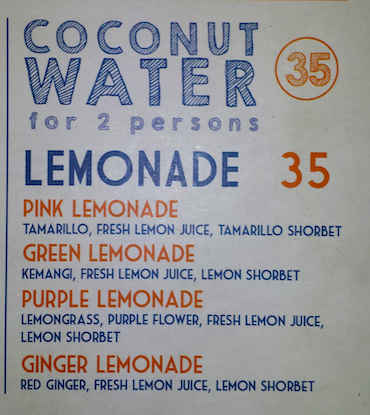 COCONUT
WATER 35
for 2 persons
LEMONADE 35
PINK LEMONADE
TAMARILLO, FRESH LEMON JUICE, TAMARILLO SHORBET
GREEN LEMONADE
KEMANGI, FRESH LEMON JUICE, LEMON SHORBET
PURPLE LEMONADE
LEMONGRASS, PURPLE FLOWER, FRESH LEMON JUICE,
LEMON SHORBET
GINGER LEMONADE
RED GINGER, FRESH LEMON JUICE, LEMON SHORBET